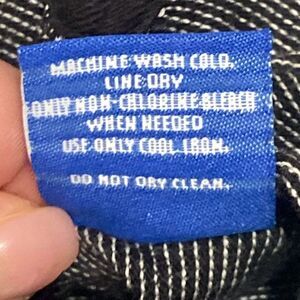 MACHINE WASH COLD.
LINE DRY
ONLY NON-CHLORINE BLEACH
WHEN NEEDED
USE ONLY COOL IRON.
DO NOT DRY CLEAN.